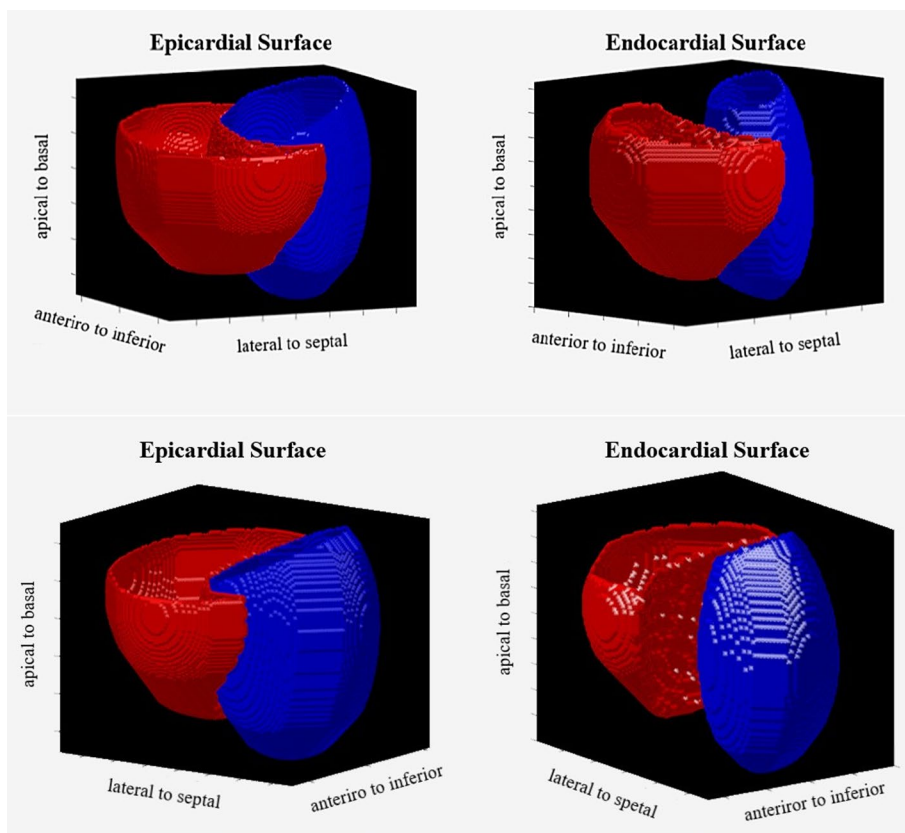 Epicardial Surface
Endocardial Surface
apical to basal
apical to basal
anteriro to inferior
lateral to septal
anterior to inferior
lateral to septal
Epicardial Surface
Endocardial Surface
apical to basal
apical to basal
lateral to septal
anteriro to inferior
lateral to spetal
anteriror to inferior